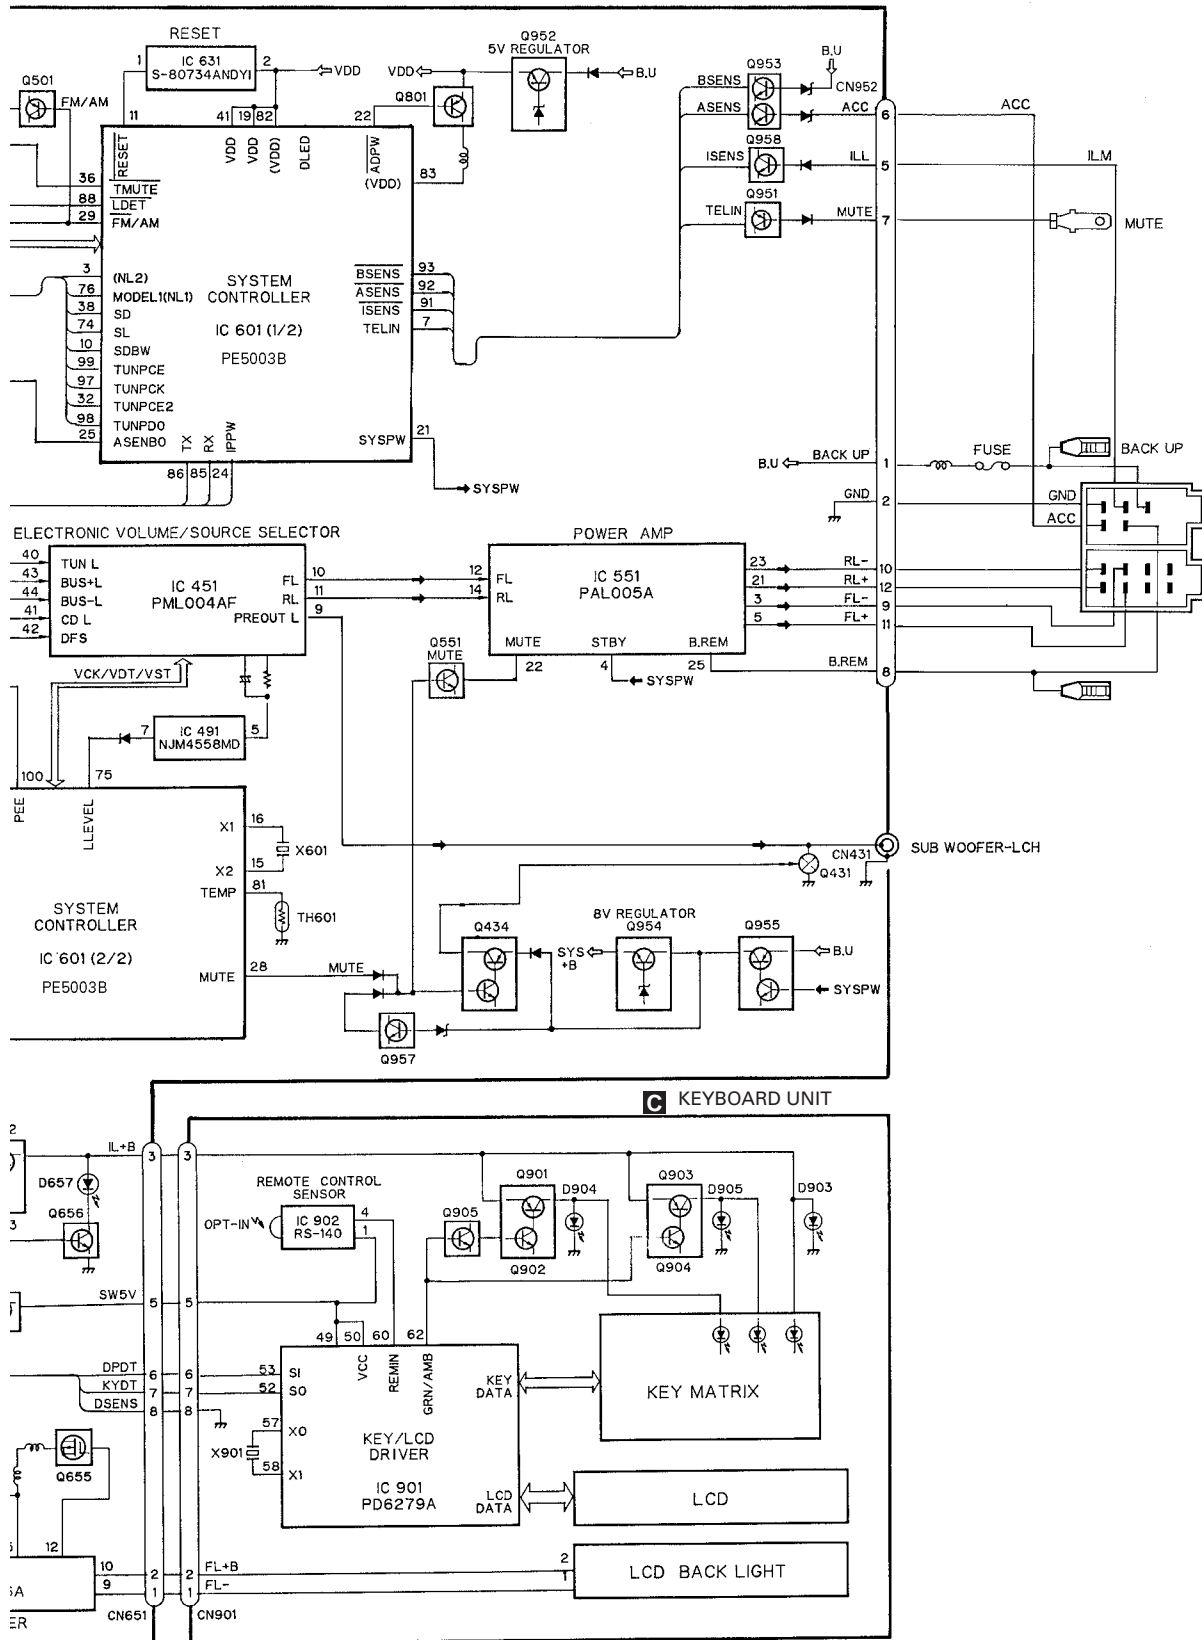 RESET
1
IC 631
S-80734ANDYI
2
VDD
Q952
5V REGULATOR
VDD
B.U
Q801
Q501
FM/AM
11
41
19
82
22
RESET
VDD
VDD
(VDD)
DLED
ADPW
(VDD)
83
36
TMUTE
88
LDET
29
FM/AM
3
(NL2)
76
MODEL1(NL1)
38
SD
74
SL
10
SDBW
99
TUNPCE
97
TUNPCK
32
TUNPCE2
98
TUNPDO
25
ASENBO
SYSTEM
CONTROLLER
IC 601 (1/2)
PE5003B
BSENS
93
ASENS
92
ISENS
91
TELIN
7
TX
RX
IPPW
86
85
24
SYSPW
21
SYSPW
Q953
B.U
BSENS
CN952
ASENS
ACC
6
ACC
Q958
ISENS
ILL
5
ILM
Q951
TELIN
MUTE
7
MUTE
B.U
BACK UP
1
FUSE
BACK UP
GND
2
GND
ACC
ELECTRONIC VOLUME/SOURCE SELECTOR
40
TUN L
43
BUS+L
44
BUS-L
41
CD L
42
DFS
IC 451
PML004AF
FL
10
RL
11
PREOUT L
9
POWER AMP
12
FL
14
RL
IC 551
PAL005A
23
RL-
10
21
RL+
12
3
FL-
9
5
FL+
11
MUTE
STBY
B.REM
22
4
25
B.REM
8
SYSPW
Q551
MUTE
VCK/VDT/VST
7
IC 491
NJM4558MD
5
100
75
PEE
LLEVEL
X1
16
X601
X2
15
TEMP
81
TH601
SYSTEM
CONTROLLER
IC 601 (2/2)
PE5003B
MUTE
28
MUTE
CN431
SUB WOOFER-LCH
Q431
Q434
8V REGULATOR
SYS
+B
Q954
Q955
B.U
SYSPW
Q957
C KEYBOARD UNIT
2
IL+B
3
3
D657
Q656
3
REMOTE CONTROL
SENSOR
OPT-IN
IC 902
RS-140
4
1
Q905
Q901
D904
Q902
Q903
D905
Q904
D903
SW5V
5
5
49
50
60
62
VCC
REMIN
GRN/AMB
DPDT
6
6
53
SI
KYDT
7
7
52
SO
DSENS
8
8
57
X0
X901
58
X1
KEY/LCD
DRIVER
IC 901
PD6279A
KEY
DATA
LCD
DATA
KEY MATRIX
LCD
LCD BACK LIGHT
Q655
12
10
2
2
FL+B
2
9
1
1
FL-
1
CN651
CN901